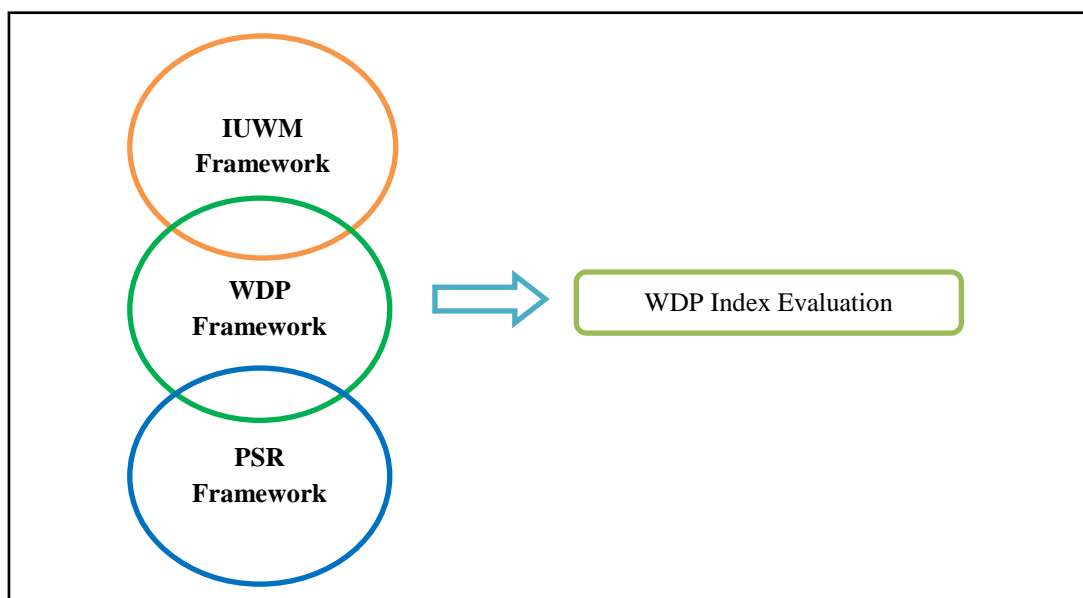 IUWM
Framework
WDP
Framework
WDP Index Evaluation
PSR
Framework